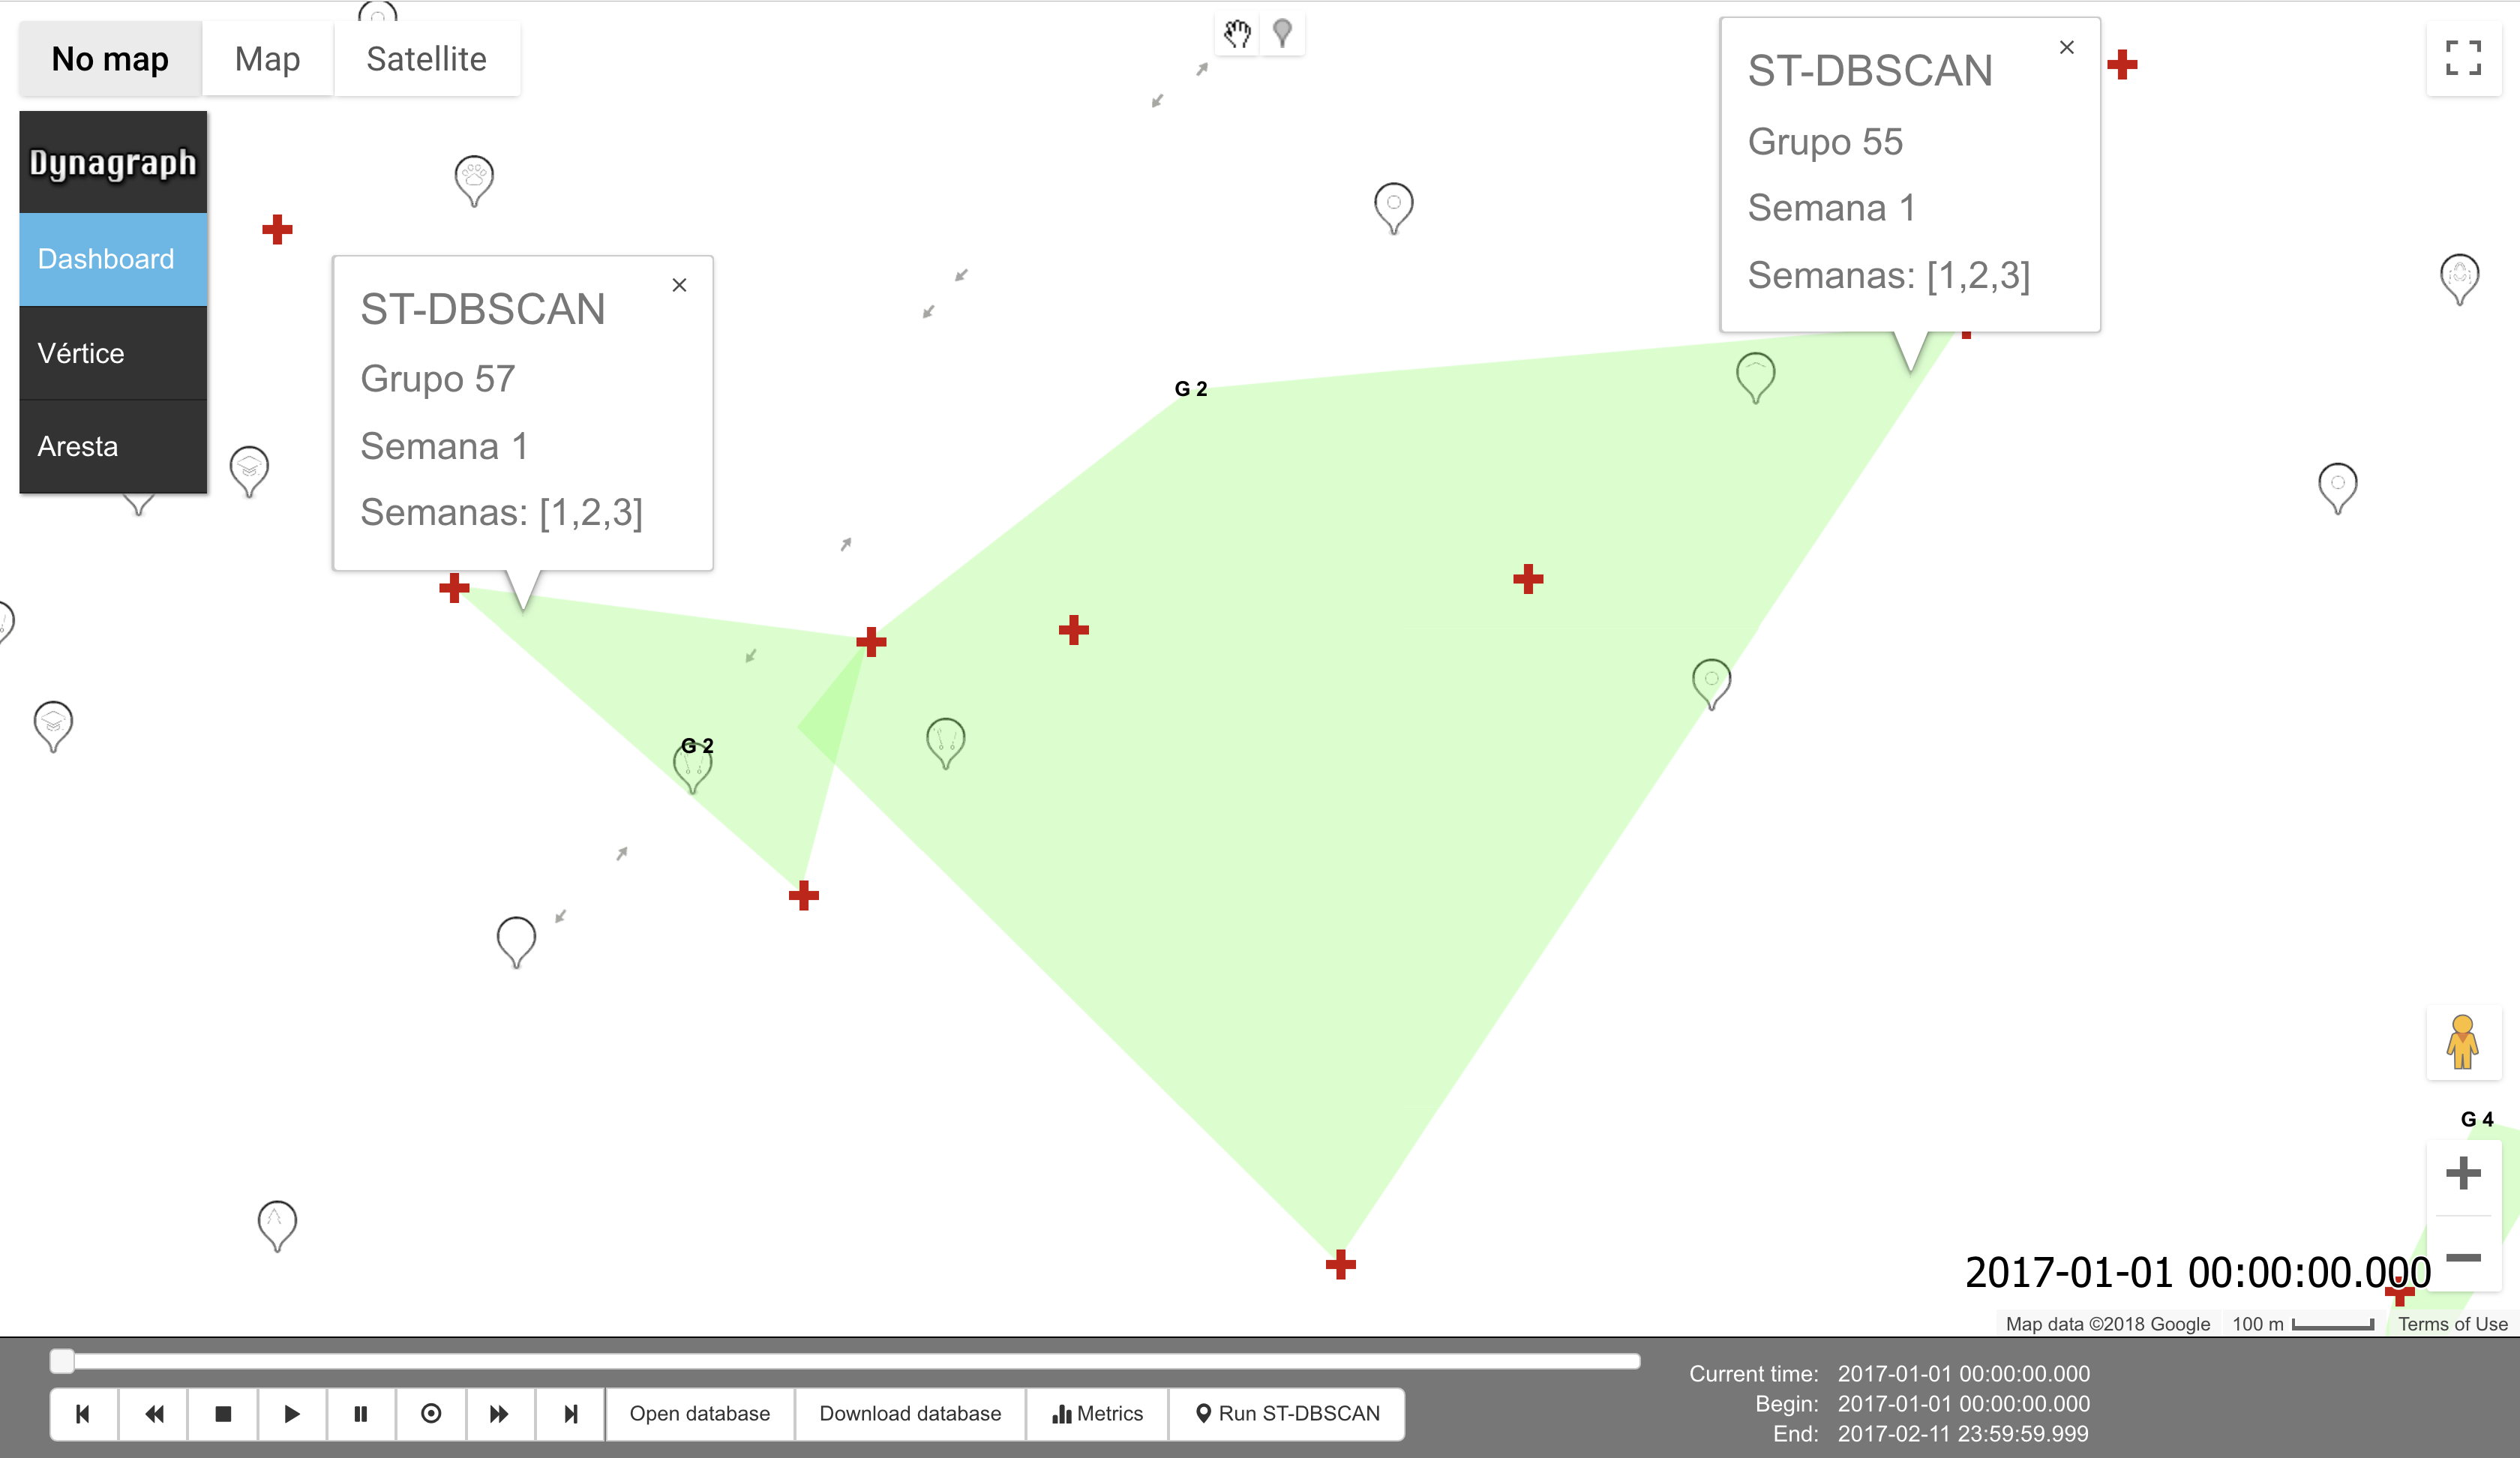 No map
Map
Satellite
Dynagraph
Dashboard
Vértice
Aresta
ST-DBSCAN
Grupo 57
Semana 1
Semanas: [1,2,3]
ST-DBSCAN
Grupo 55
Semana 1
Semanas: [1,2,3]
G 2
G 2
G 4
2017-01-01 00:00:00.000
Map data ©2018 Google
100 m
Terms of Use
Open database
Download database
Metrics
Run ST-DBSCAN
Current time: 2017-01-01 00:00:00.000
Begin: 2017-01-01 00:00:00.000
End: 2017-02-11 23:59:59.999